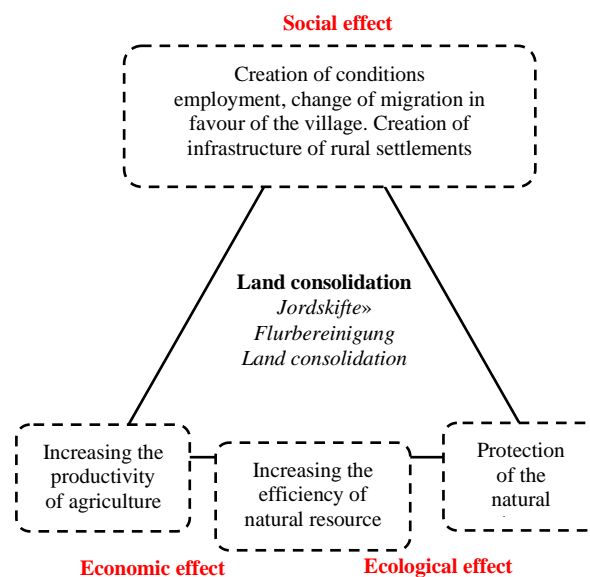 Social effect
Creation of conditions
employment, change of migration in
favour of the village. Creation of
infrastructure of rural settlements
Land consolidation
Jordskifte»
Flurbereinigung
Land consolidation
Increasing the
productivity
of agriculture
Increasing the
efficiency of
natural resource
Protection
of the
natural
Economic effect
Ecological effect